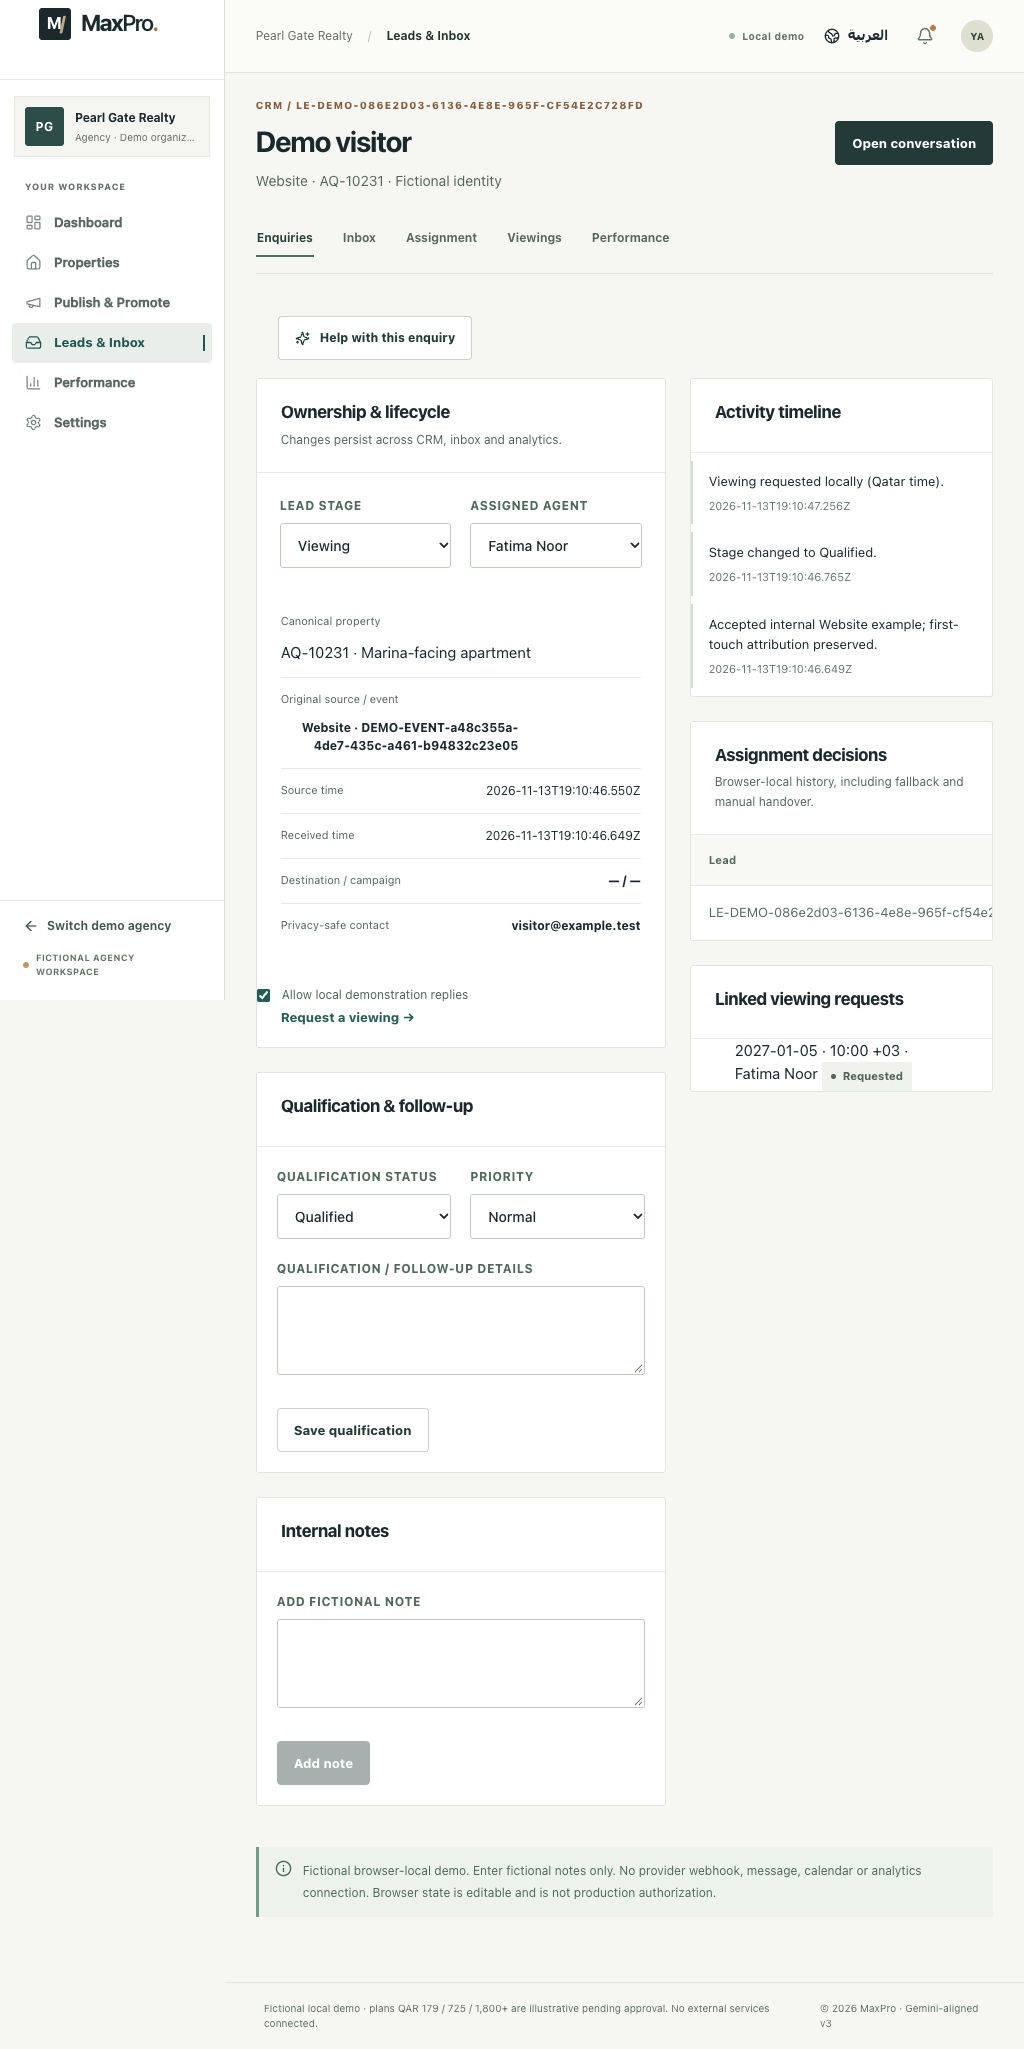 M/ MaxPro.
PG
Pearl Gate Realty
Agency · Demo organiz...
YOUR WORKSPACE
Dashboard
Properties
Publish & Promote
Leads & Inbox
Performance
Settings
Switch demo agency
FICTIONAL AGENCY
WORKSPACE
Pearl Gate Realty / Leads & Inbox
Local demo
العربية
YA
CRM / LE-DEMO-086E2D03-6136-4E8E-965F-CF54E2C728FD
Demo visitor
Website · AQ-10231 · Fictional identity
Open conversation
Enquiries
Inbox
Assignment
Viewings
Performance
Help with this enquiry
Ownership & lifecycle
Changes persist across CRM, inbox and analytics.
LEAD STAGE
Viewing
ASSIGNED AGENT
Fatima Noor
Canonical property
AQ-10231 · Marina-facing apartment
Original source / event
Website · DEMO-EVENT-a48c355a-
4de7-435c-a461-b94832c23e05
Source time
2026-11-13T19:10:46.550Z
Received time
2026-11-13T19:10:46.649Z
Destination / campaign
— / —
Privacy-safe contact
visitor@example.test
Allow local demonstration replies
Request a viewing →
Qualification & follow-up
QUALIFICATION STATUS
Qualified
PRIORITY
Normal
QUALIFICATION / FOLLOW-UP DETAILS
Save qualification
Internal notes
ADD FICTIONAL NOTE
Add note
Activity timeline
Viewing requested locally (Qatar time).
2026-11-13T19:10:47.256Z
Stage changed to Qualified.
2026-11-13T19:10:46.765Z
Accepted internal Website example; first-
touch attribution preserved.
2026-11-13T19:10:46.649Z
Assignment decisions
Browser-local history, including fallback and
manual handover.
Lead
LE-DEMO-086e2d03-6136-4e8e-965f-cf54e2
Linked viewing requests
2027-01-05 · 10:00 +03 ·
Fatima Noor Requested
Fictional browser-local demo. Enter fictional notes only. No provider webhook, message, calendar or analytics
connection. Browser state is editable and is not production authorization.
Fictional local demo · plans QAR 179 / 725 / 1,800+ are illustrative pending approval. No external services
connected.
© 2026 MaxPro · Gemini-aligned
v3